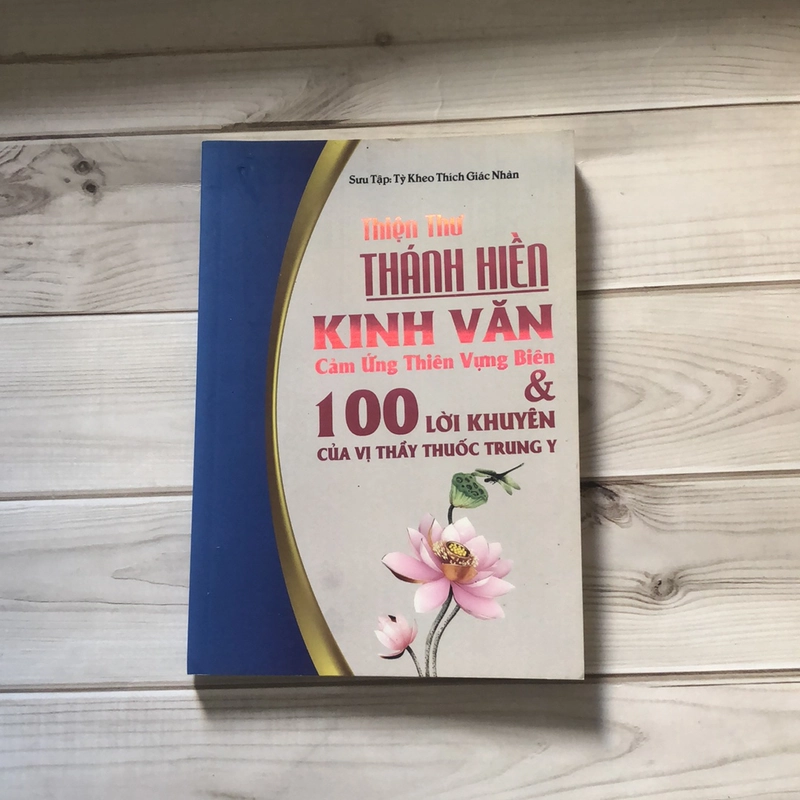 Sưu Tập: Tỳ Kheo Thích Giác Nhàn
Thiện Thư
THÁNH HIỀN
KINH VĂN
Cảm Ứng Thiên Vựng Biên
&
100 LỜI KHUYÊN
CỦA VỊ THẦY THUỐC TRUNG Y